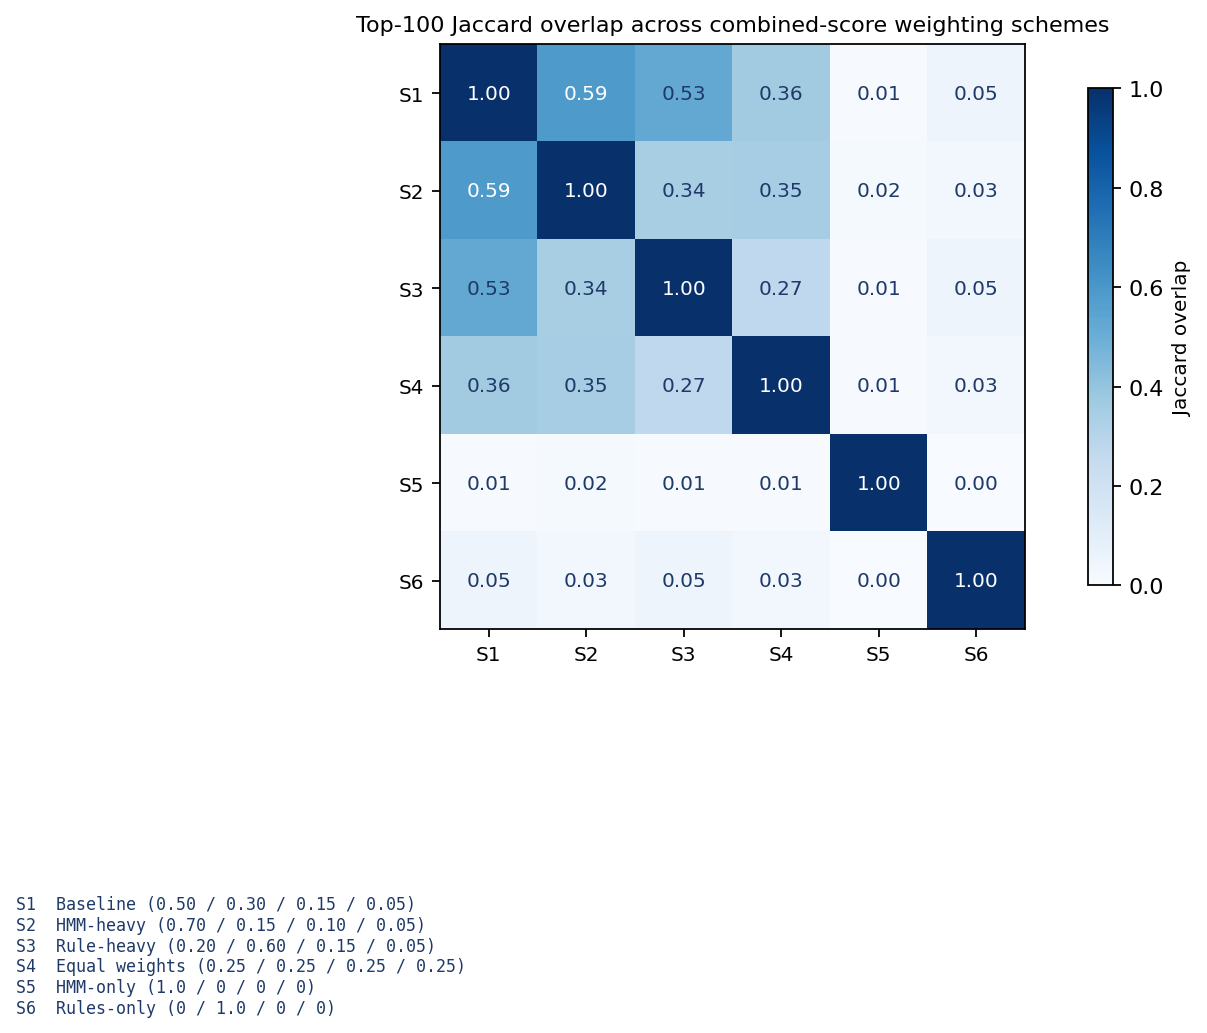 Top-100 Jaccard overlap across combined-score weighting schemes
S1 1.00 0.59 0.53 0.36 0.01 0.05
S2 0.59 1.00 0.34 0.35 0.02 0.03
S3 0.53 0.34 1.00 0.27 0.01 0.05
S4 0.36 0.35 0.27 1.00 0.01 0.03
S5 0.01 0.02 0.01 0.01 1.00 0.00
S6 0.05 0.03 0.05 0.03 0.00 1.00
S1 S2 S3 S4 S5 S6
1.0
0.8
0.6
0.4
0.2
0.0
Jaccard overlap
S1 Baseline (0.50 / 0.30 / 0.15 / 0.05)
S2 HMM-heavy (0.70 / 0.15 / 0.10 / 0.05)
S3 Rule-heavy (0.20 / 0.60 / 0.15 / 0.05)
S4 Equal weights (0.25 / 0.25 / 0.25 / 0.25)
S5 HMM-only (1.0 / 0 / 0 / 0)
S6 Rules-only (0 / 1.0 / 0 / 0)